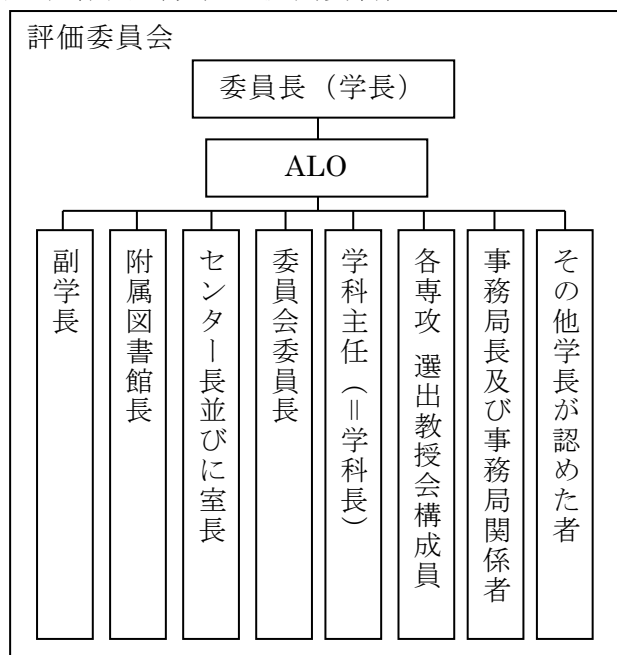 評価委員会
委員長（学長）
ALO
副学長
附属図書館長
センター長並びに室長
委員会委員長
学科主任（＝学科長）
各専攻 選出教授会構成員
事務局長及び事務局関係者
その他学長が認めた者